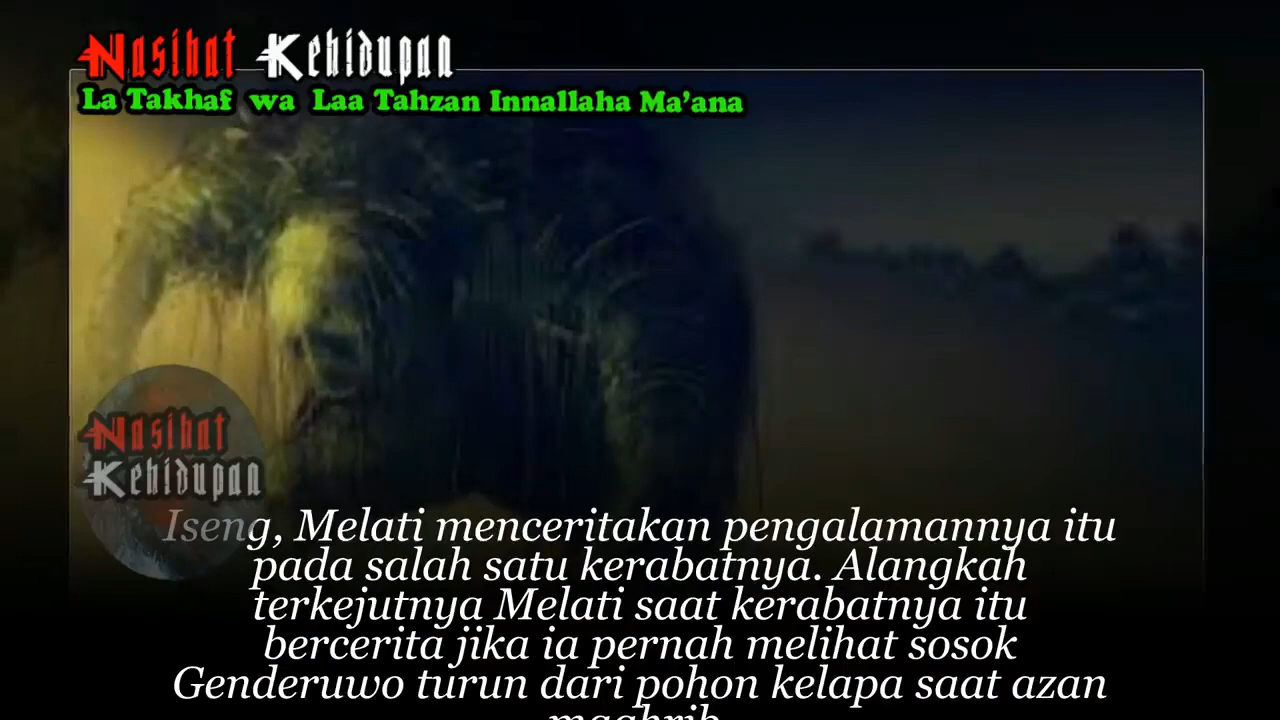 Nasihat Kehidupan
La Takhaf wa Laa Tahzan Innallaha Ma'ana
Nasihat
Kehidupan
Iseng, Melati menceritakan pengalamannya itu
pada salah satu kerabatnya. Alangkah
terkejutnya Melati saat kerabatnya itu
bercerita jika ia pernah melihat sosok
Genderuwo turun dari pohon kelapa saat azan
maghrib